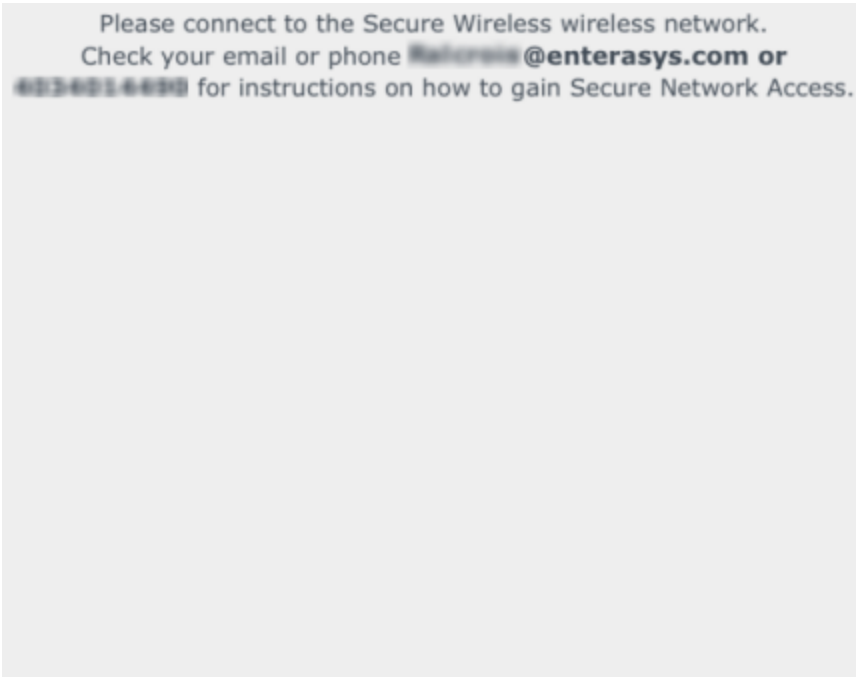 Please connect to the Secure Wireless wireless network.
Check your email or phone @enterasys.com or
for instructions on how to gain Secure Network Access.